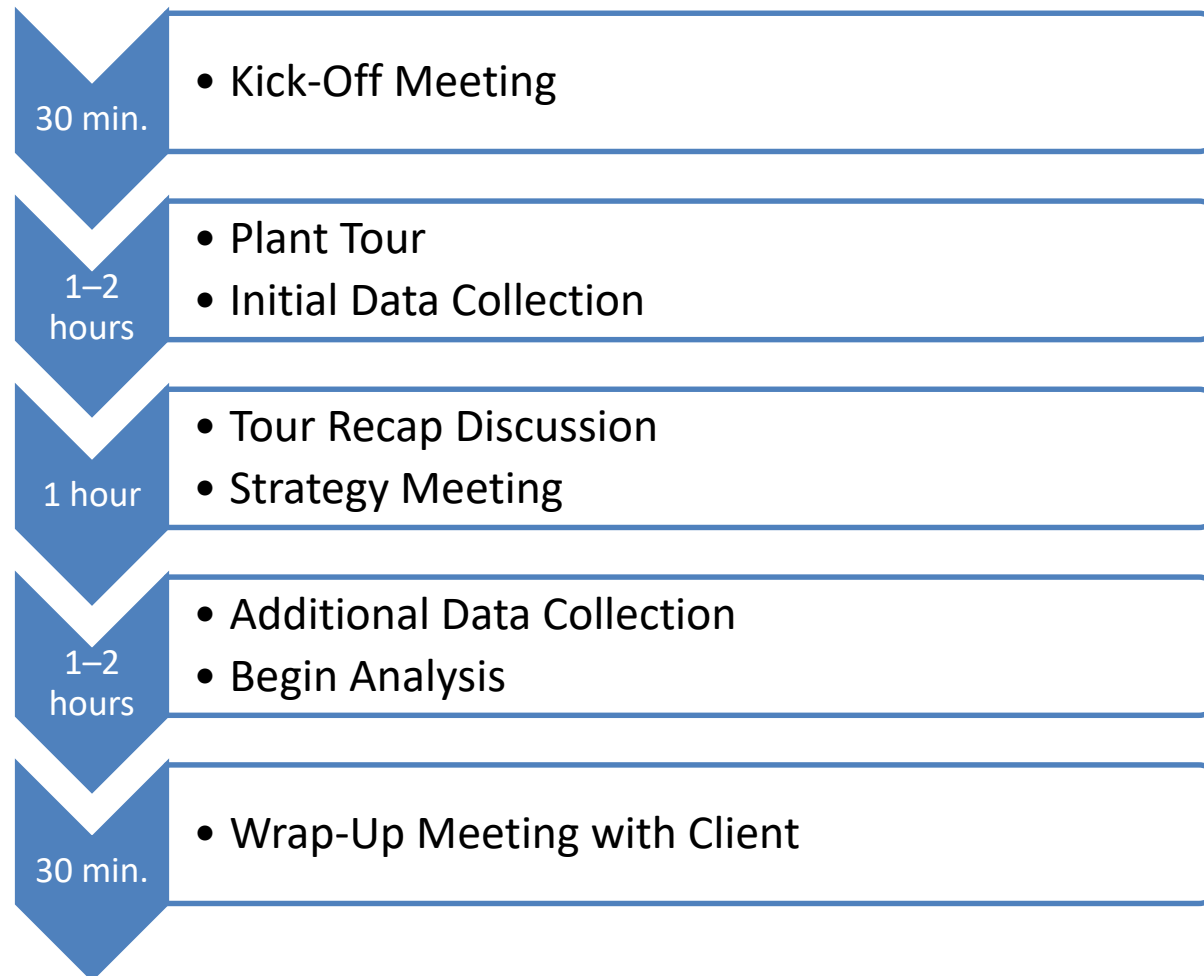 30 min.
• Kick-Off Meeting
1–2
hours
• Plant Tour
• Initial Data Collection
1 hour
• Tour Recap Discussion
• Strategy Meeting
1–2
hours
• Additional Data Collection
• Begin Analysis
30 min.
• Wrap-Up Meeting with Client